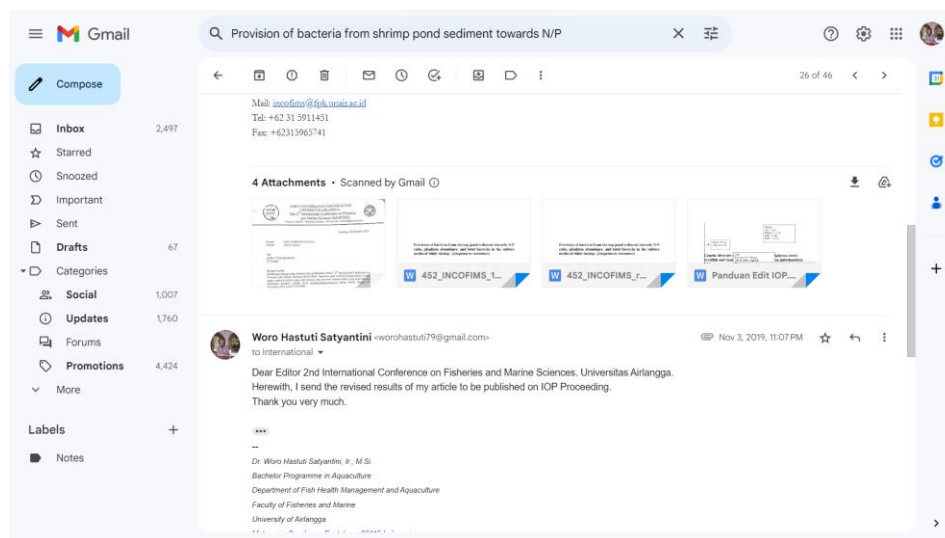 Gmail
Provision of bacteria from shrimp pond sediment towards N/P
Compose
26 of 46
Inbox 2,497
Starred
Snoozed
Important
Sent
Drafts 67
Categories
Social 1,007
Updates 1,760
Forums
Promotions 4,424
More
Labels
Notes
Mail: incofims@fpk.unair.ac.id
Tel: +62 31 5911451
Fax: +62315965741
4 Attachments • Scanned by Gmail
452_INCOFIMS_1...
452_INCOFIMS_r...
Panduan Edit IOP....
Woro Hastuti Satyantini <worohastuti79@gmail.com>
Nov 3, 2019, 11:07 PM
to International
Dear Editor 2nd International Conference on Fisheries and Marine Sciences. Universitas Airlangga.
Herewith, I send the revised results of my article to be published on IOP Proceeding.
Thank you very much.
--
Dr. Woro Hastuti Satyantini, Ir., M.Si.
Bachelor Programme in Aquaculture
Department of Fish Health Management and Aquaculture
Faculty of Fisheries and Marine
University of Airlangga